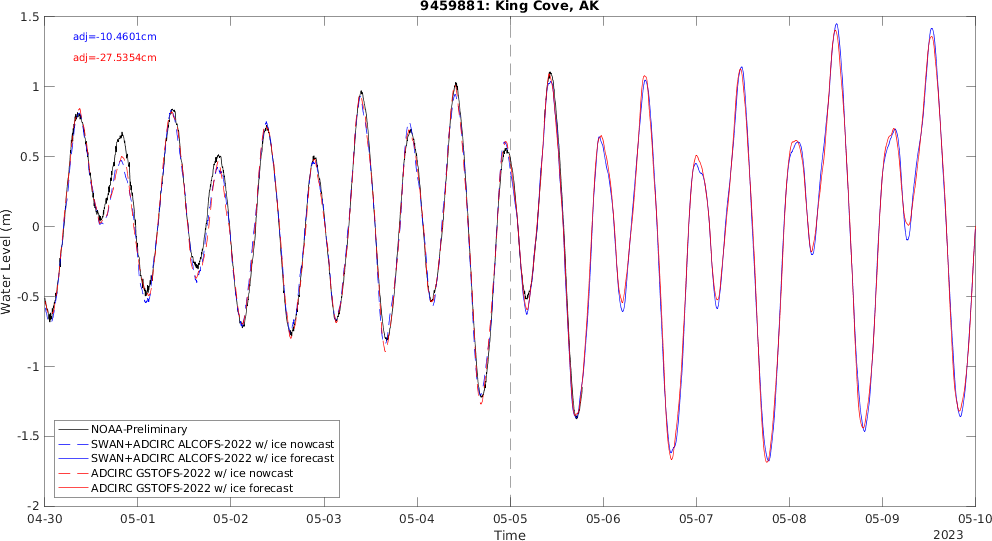 9459881: King Cove, AK
adj=-10.4601cm
adj=-27.5354cm
Water Level (m)
1.5
1
0.5
0
-0.5
-1
-1.5
-2
NOAA-Preliminary
SWAN+ADCIRC ALCOFS-2022 w/ ice nowcast
SWAN+ADCIRC ALCOFS-2022 w/ ice forecast
ADCIRC GSTOFS-2022 w/ ice nowcast
ADCIRC GSTOFS-2022 w/ ice forecast
04-30 05-01 05-02 05-03 05-04 05-05 05-06 05-07 05-08 05-09 05-10
Time
2023